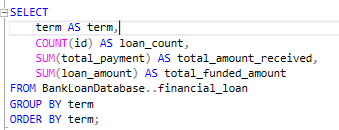 SELECT
term AS term,
COUNT(id) AS loan_count,
SUM(total_payment) AS total_amount_received,
SUM(loan_amount) AS total_funded_amount
FROM BankLoanDatabase..financial_loan
GROUP BY term
ORDER BY term;